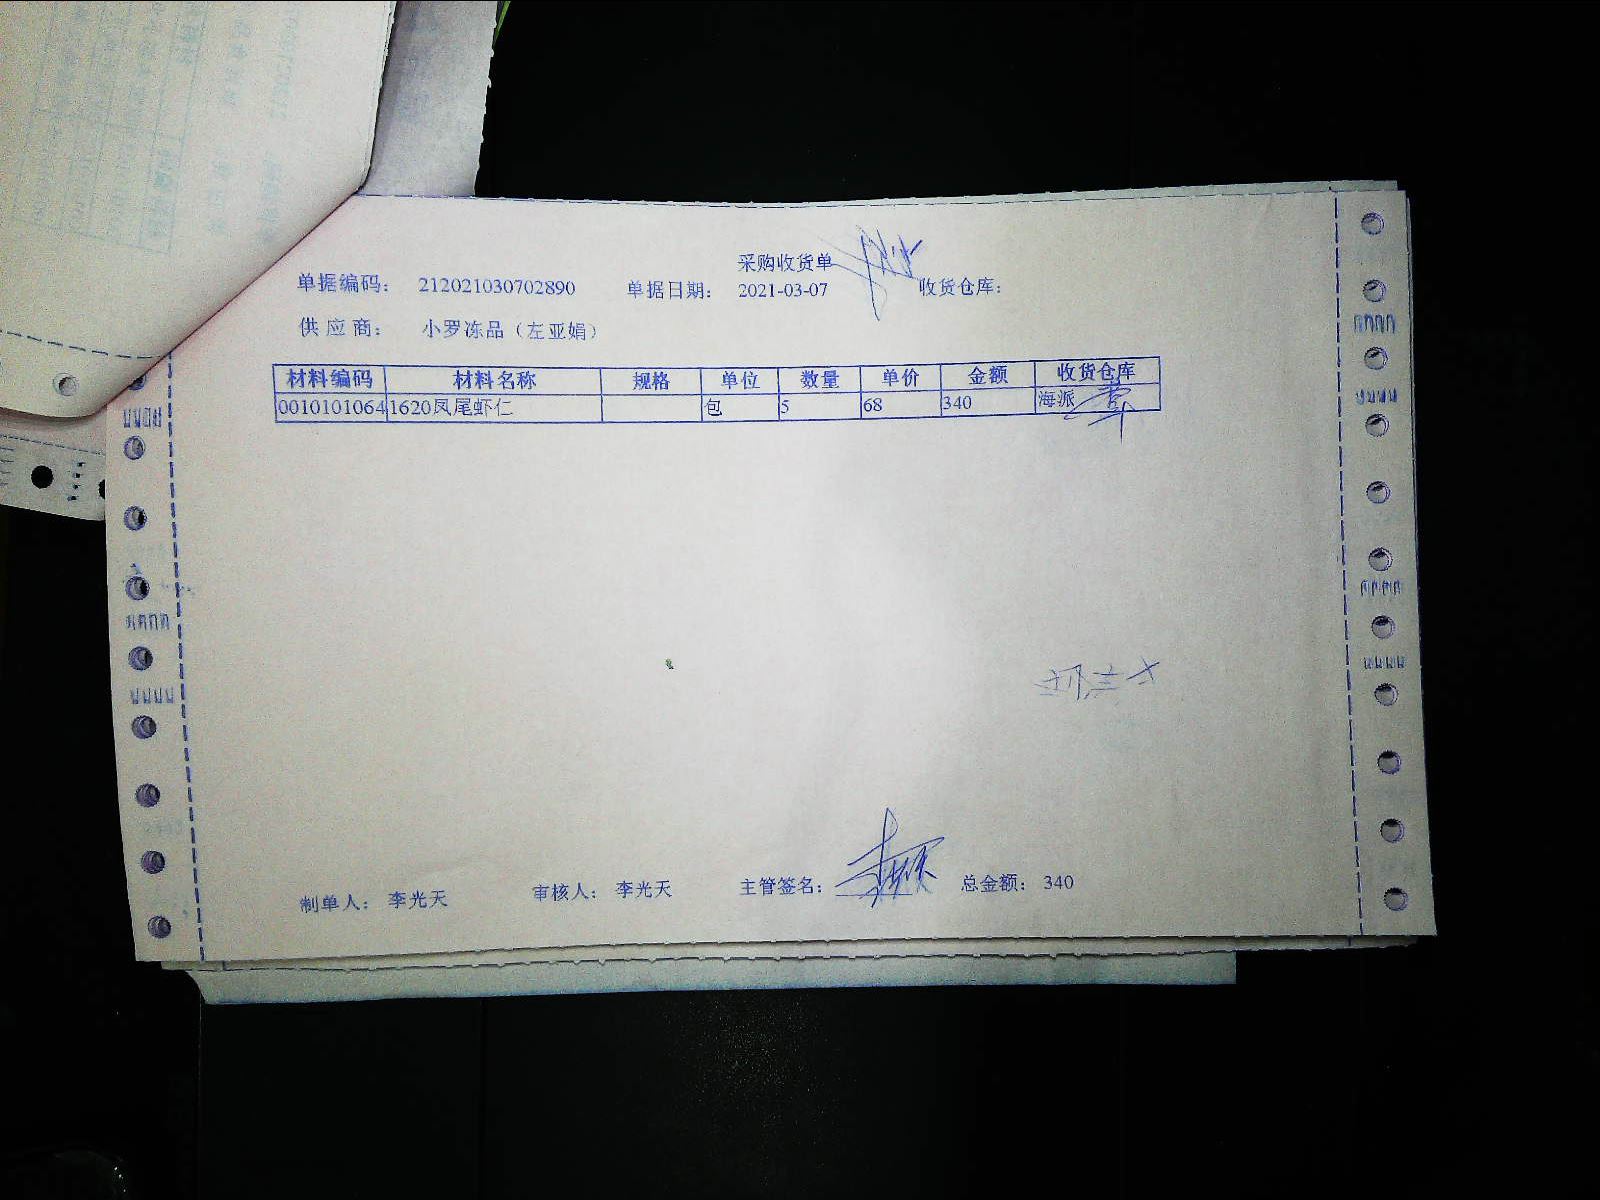 采购收货单
单据编码： 212021030702890 单据日期： 2021-03-07 收货仓库：
供 应 商： 小罗冻品（左亚娟）
材料编码 材料名称 规格 单位 数量 单价 金额 收货仓库
0010101064 1620凤尾虾仁 包 5 68 340 海派
制单人： 李光天 审核人： 李光天 主管签名： 总金额： 340